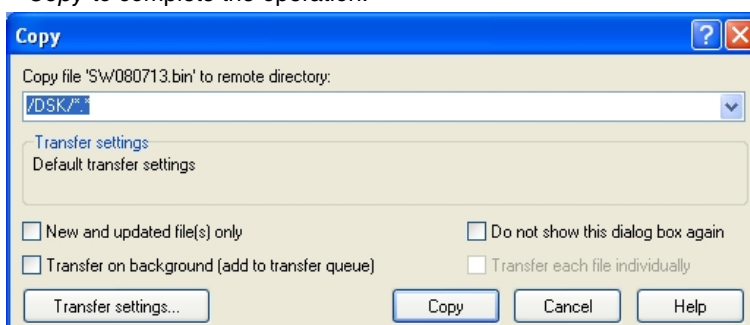 Copy to complete the operation.
Copy
Copy file 'SW080713.bin' to remote directory:
/DSK/*.*
Transfer settings
Default transfer settings
New and updated file(s) only
Do not show this dialog box again
Transfer on background (add to transfer queue)
Transfer each file individually
Transfer settings...
Copy
Cancel
Help